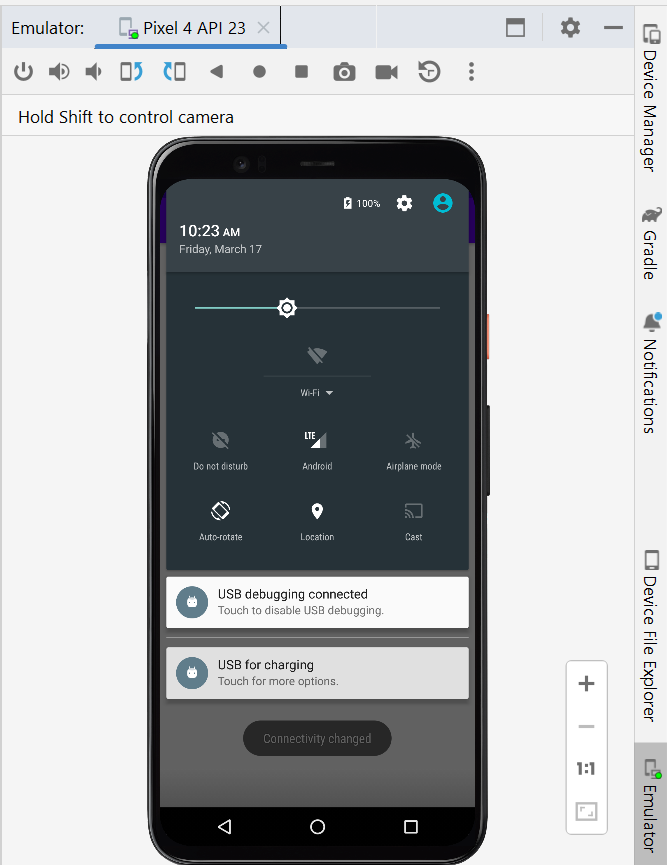 Emulator: Pixel 4 API 23
Hold Shift to control camera
100%
10:23 AM
Friday, March 17
Wi-Fi
LTE
Do not disturb
Android
Airplane mode
Auto-rotate
Location
Cast
USB debugging connected
Touch to disable USB debugging.
USB for charging
Touch for more options.
Connectivity changed
1:1
Device Manager
Gradle
Notifications
Device File Explorer
Emulator